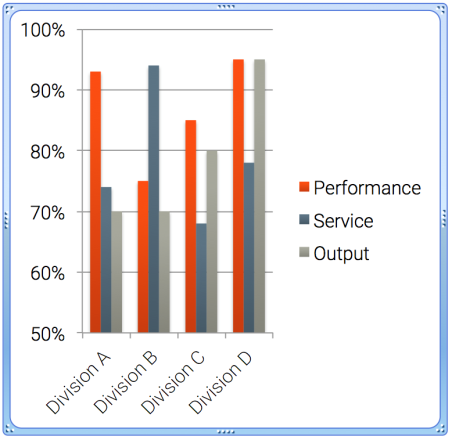 100%
90%
80%
70%
60%
50%
Division A
Division B
Division C
Division D
Performance
Service
Output